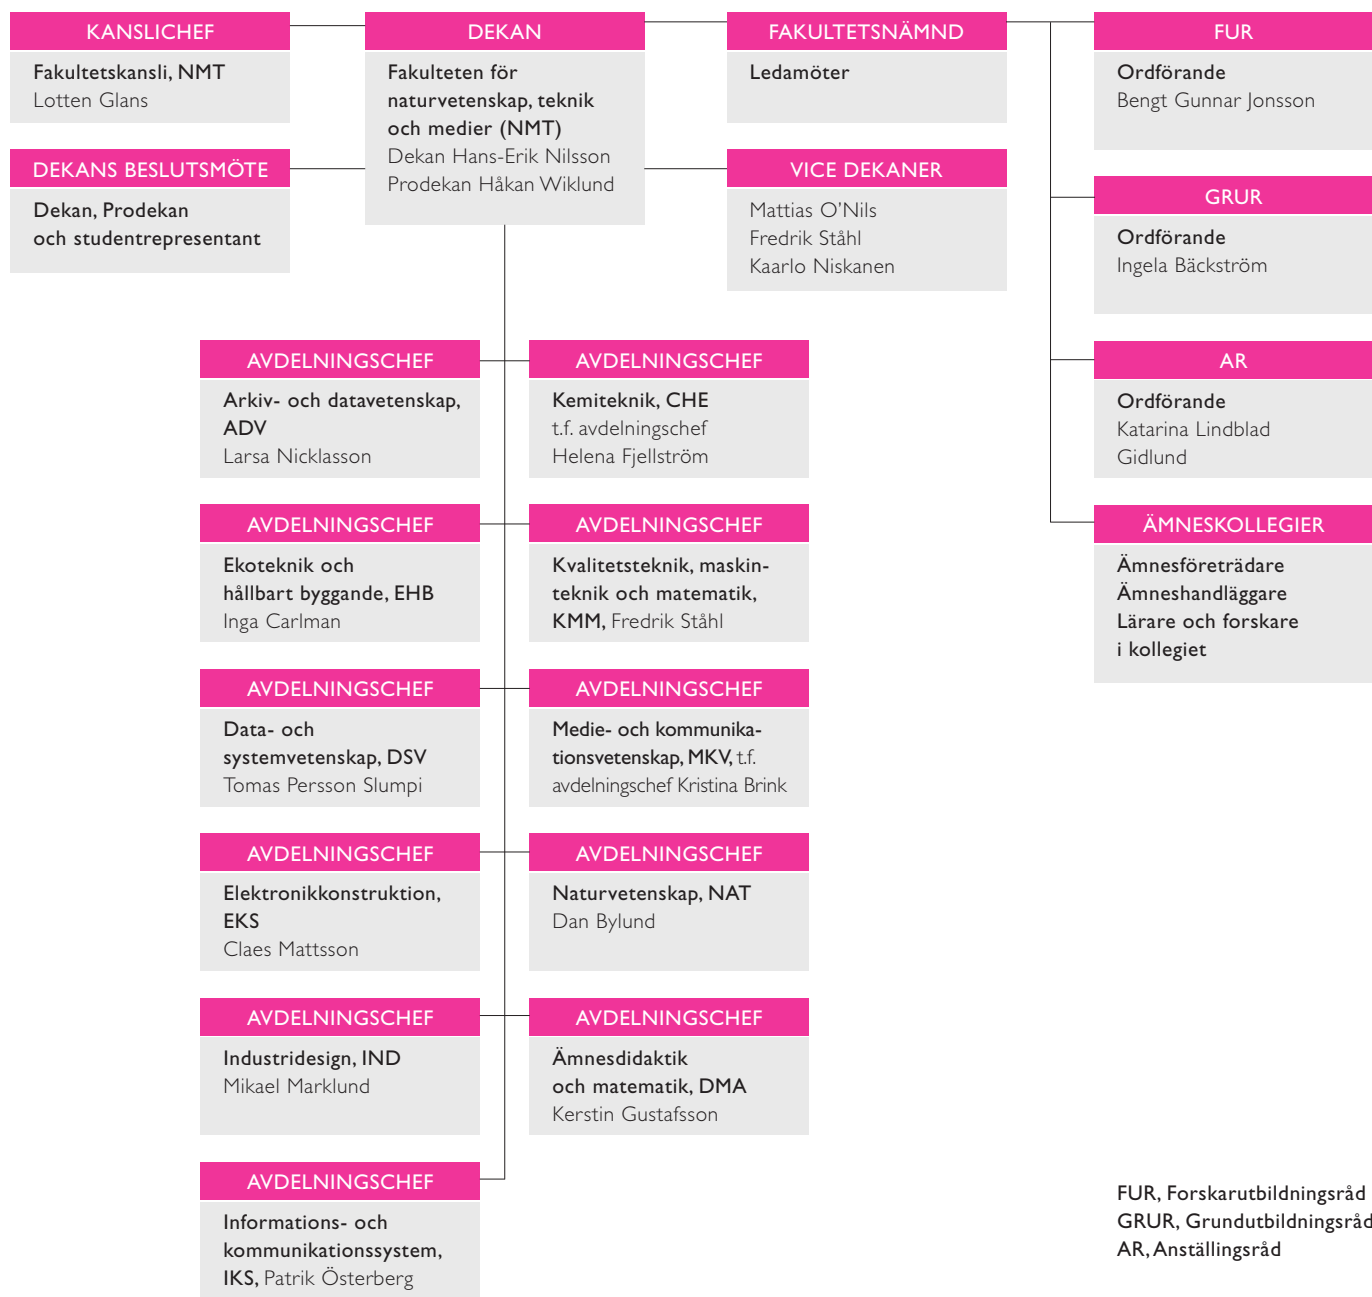 KANSLICHEF
Fakultetskansli, NMT
Lotten Glans
DEKANS BESLUTSMÖTE
Dekan, Prodekan
och studentrepresentant
DEKAN
Fakulteten för
naturvetenskap, teknik
och medier (NMT)
Dekan Hans-Erik Nilsson
Prodekan Håkan Wiklund
FAKULTETSNÄMND
Ledamöter
VICE DEKANER
Mattias O’Nils
Fredrik Ståhl
Kaarlo Niskanen
FUR
Ordförande
Bengt Gunnar Jonsson
GRUR
Ordförande
Ingela Bäckström
AR
Ordförande
Katarina Lindblad
Gidlund
ÄMNESKOLLEGIER
Ämnesföreträdare
Ämneshandläggare
Lärare och forskare
i kollegiet
AVDELNINGSCHEF
Arkiv- och datavetenskap,
ADV
Larsa Nicklasson
AVDELNINGSCHEF
Kemiteknik, CHE
t.f. avdelningschef
Helena Fjellström
AVDELNINGSCHEF
Ekoteknik och
hållbart byggande, EHB
Inga Carlman
AVDELNINGSCHEF
Kvalitetsteknik, maskin-
teknik och matematik,
KMM, Fredrik Ståhl
AVDELNINGSCHEF
Data- och
systemvetenskap, DSV
Tomas Persson Slumpi
AVDELNINGSCHEF
Medie- och kommunika-
tionsvetenskap, MKV, t.f.
avdelningschef Kristina Brink
AVDELNINGSCHEF
Elektronikkonstruktion,
EKS
Claes Mattsson
AVDELNINGSCHEF
Naturvetenskap, NAT
Dan Bylund
AVDELNINGSCHEF
Industridesign, IND
Mikael Marklund
AVDELNINGSCHEF
Ämnesdidaktik
och matematik, DMA
Kerstin Gustafsson
AVDELNINGSCHEF
Informations- och
kommunikationssystem,
IKS, Patrik Österberg
FUR, Forskarutbildningsråd
GRUR, Grundutbildningsråd
AR, Anställingsråd